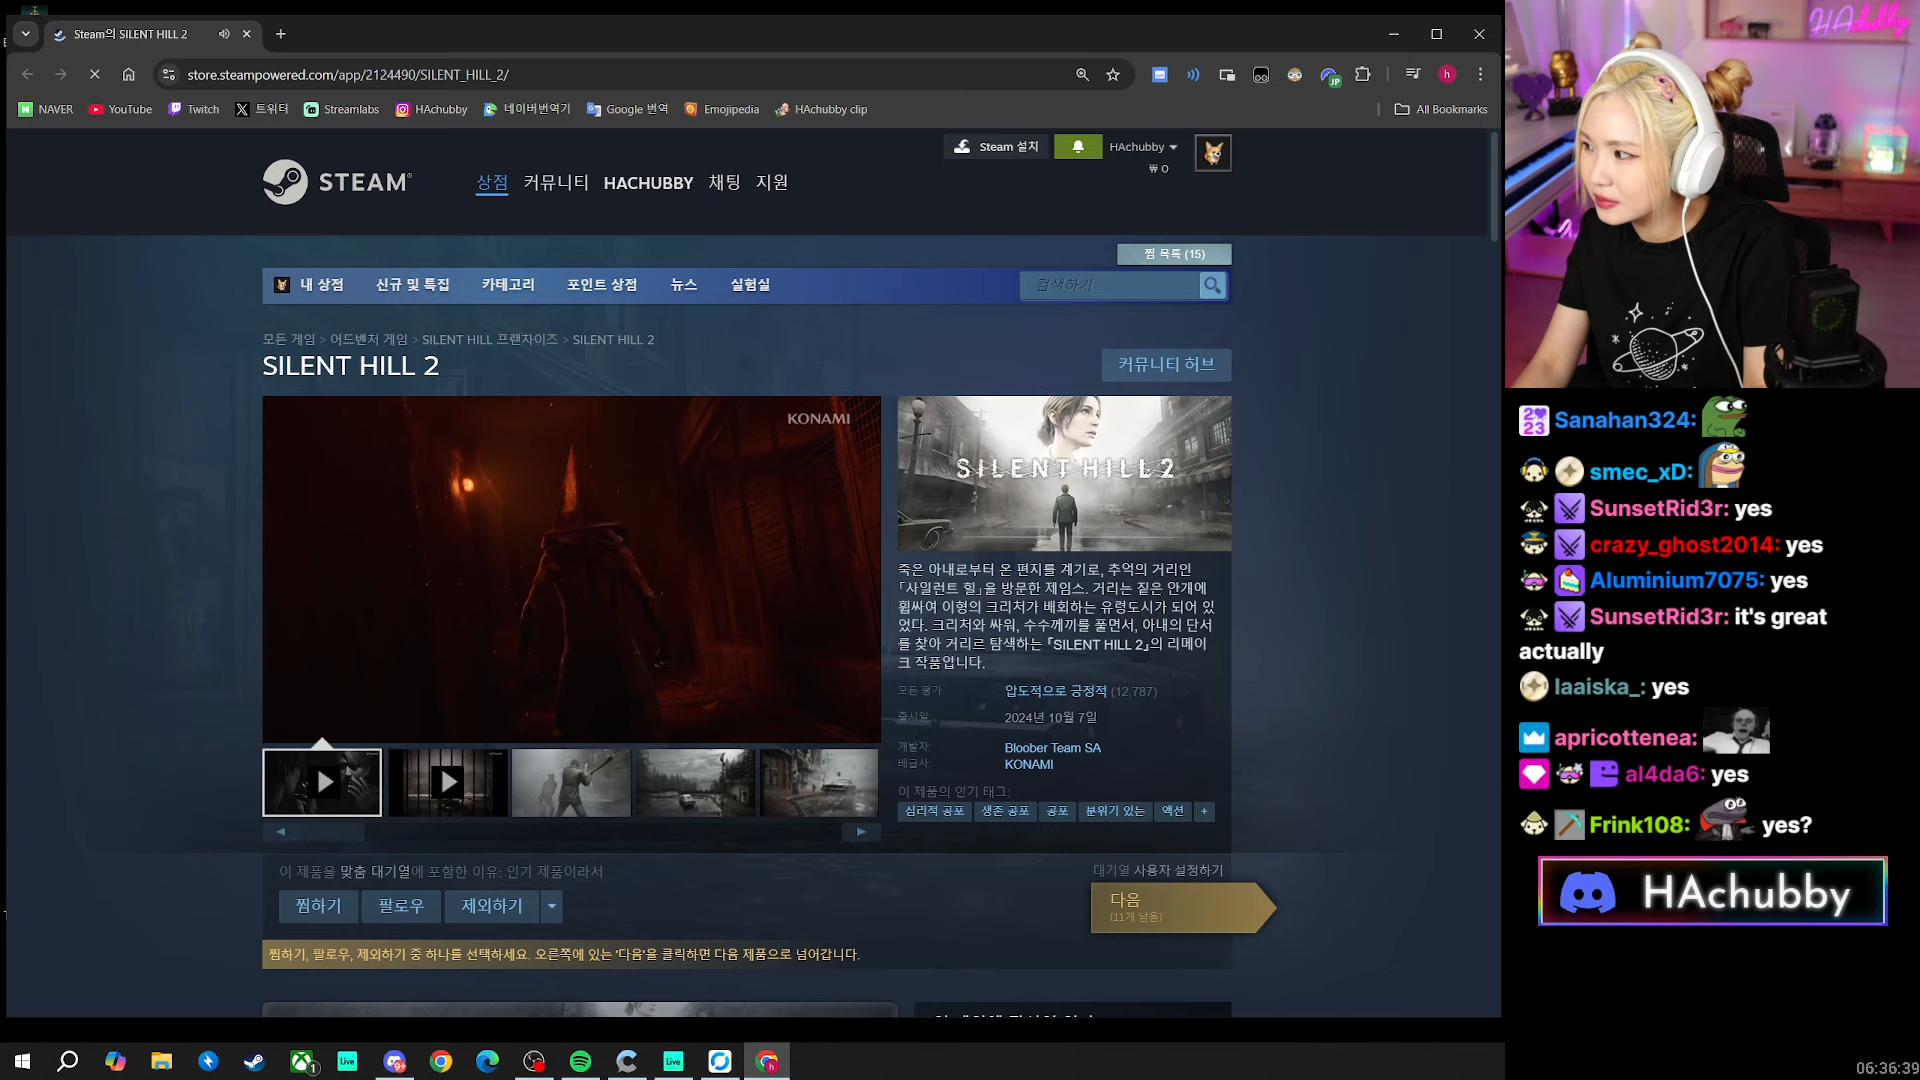 Steam의 SILENT HILL 2
store.steampowered.com/app/2124490/SILENT_HILL_2/
JP
h
NAVER
YouTube
Twitch
트위터
Streamlabs
HAchubby
네이버번역기
Google 번역
Emojipedia
HAchubby clip
All Bookmarks
Steam 설치
HAchubby
₩ 0
STEAM
상점
커뮤니티
HACHUBBY
채팅
지원
찜 목록 (15)
내 상점
신규 및 특집
카테고리
포인트 상점
뉴스
실험실
검색하기
모든 게임 > 어드벤처 게임 > SILENT HILL 프랜차이즈 > SILENT HILL 2
SILENT HILL 2
커뮤니티 허브
KONAMI
SILENT HILL 2
죽은 아내로부터 온 편지를 계기로, 추억의 거리인
「사일런트 힐」을 방문한 제임스. 거리는 짙은 안개에
휩싸여 이형의 크리처가 배회하는 유령도시가 되어 있
었다. 크리처와 싸워, 수수께끼를 풀면서, 아내의 단서
를 찾아 거리르 탐색하는 『SILENT HILL 2』의 리메이
크 작품입니다.
모든 평가
압도적으로 긍정적 (12,787)
출시일:
2024년 10월 7일
개발자:
Bloober Team SA
배급사:
KONAMI
이 제품의 인기 태그:
심리적 공포
생존 공포
공포
분위기 있는
액션
+
이 제품을 맞춤 대기열에 포함한 이유: 인기 제품이라서
대기열 사용자 설정하기
찜하기
팔로우
제외하기
다음
(11개 남음)
찜하기, 팔로우, 제외하기 중 하나를 선택하세요. 오른쪽에 있는 '다음'을 클릭하면 다음 제품으로 넘어갑니다.
HAchubby
2023 Sanahan324:
smec_xD:
SunsetRid3r: yes
crazy_ghost2014: yes
Aluminium7075: yes
SunsetRid3r: it's great
actually
laaiska_: yes
apricottenea:
al4da6: yes
Frink108: yes?
HAchubby
1
Live
9+
Live
h
06:36:39